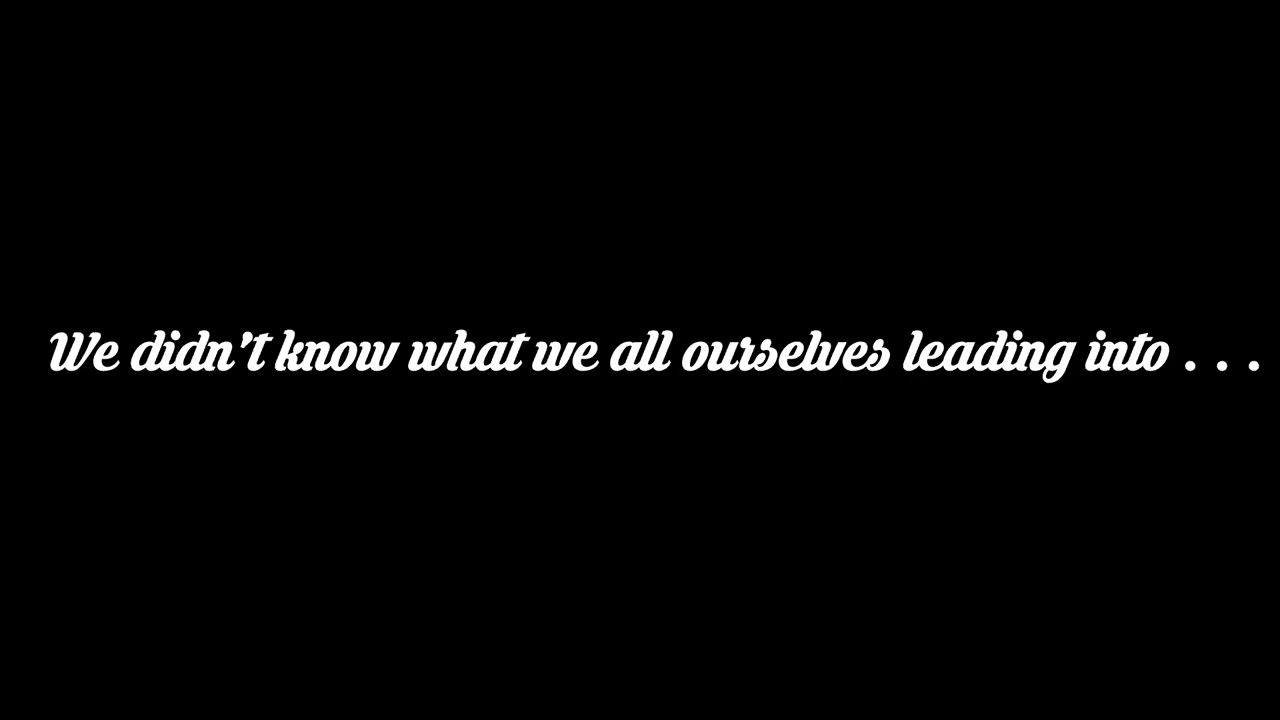 We didn't know what we all ourselves leading into . . .